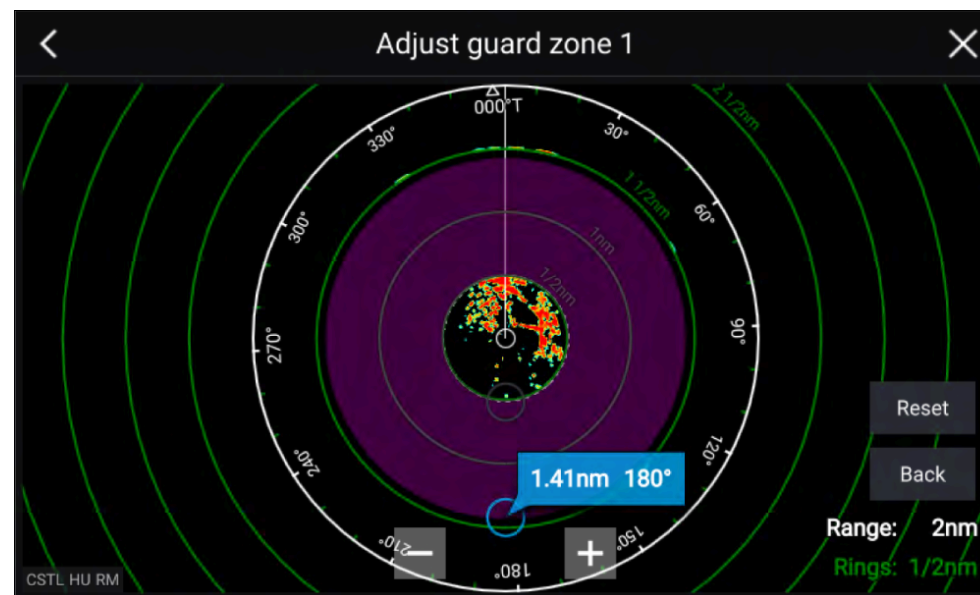 Adjust guard zone 1
000°T
30°
60°
90°
120°
150°
180°
210°
240°
270°
300°
330°
2 1/2nm
1 1/2nm
1nm
1/2nm
1.41nm 180°
Reset
Back
− +
Range: 2nm
Rings: 1/2nm
CSTL HU RM